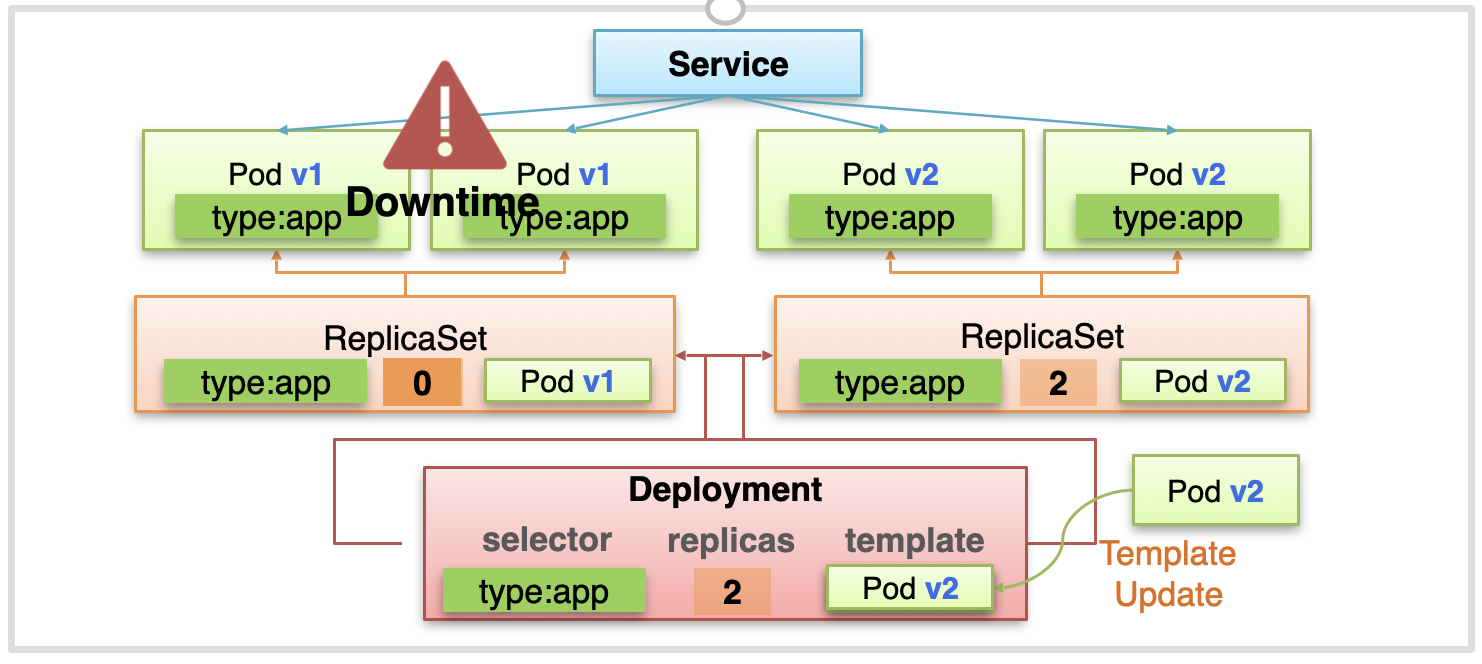 Service
Pod v1
type:app
Downtime
Pod v1
type:app
Pod v2
type:app
Pod v2
type:app
ReplicaSet
type:app
0
Pod v1
ReplicaSet
type:app
2
Pod v2
Deployment
selector
replicas
template
type:app
2
Pod v2
Pod v2
Template
Update